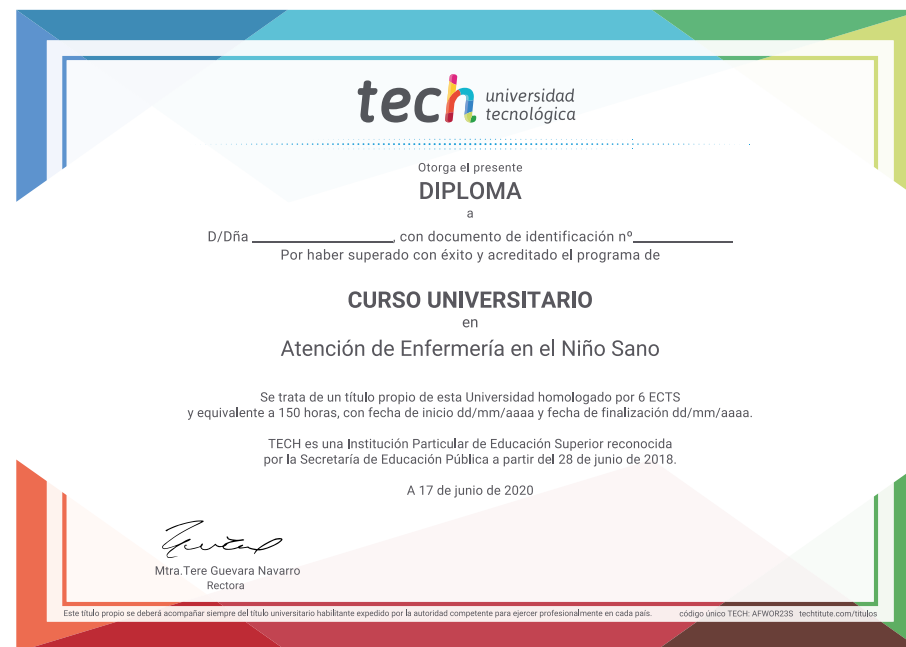 tech universidad
tecnológica
Otorga el presente
DIPLOMA
a
D/Dña ____________________, con documento de identificación nº______________
Por haber superado con éxito y acreditado el programa de
CURSO UNIVERSITARIO
en
Atención de Enfermería en el Niño Sano
Se trata de un título propio de esta Universidad homologado por 6 ECTS
y equivalente a 150 horas, con fecha de inicio dd/mm/aaaa y fecha de finalización dd/mm/aaaa.
TECH es una Institución Particular de Educación Superior reconocida
por la Secretaría de Educación Pública a partir del 28 de junio de 2018.
A 17 de junio de 2020
Mtra.Tere Guevara Navarro
Rectora
Este título propio se deberá acompañar siempre del título universitario habilitante expedido por la autoridad competente para ejercer profesionalmente en cada país. código único TECH: AFWOR23S techtitute.com/titulos